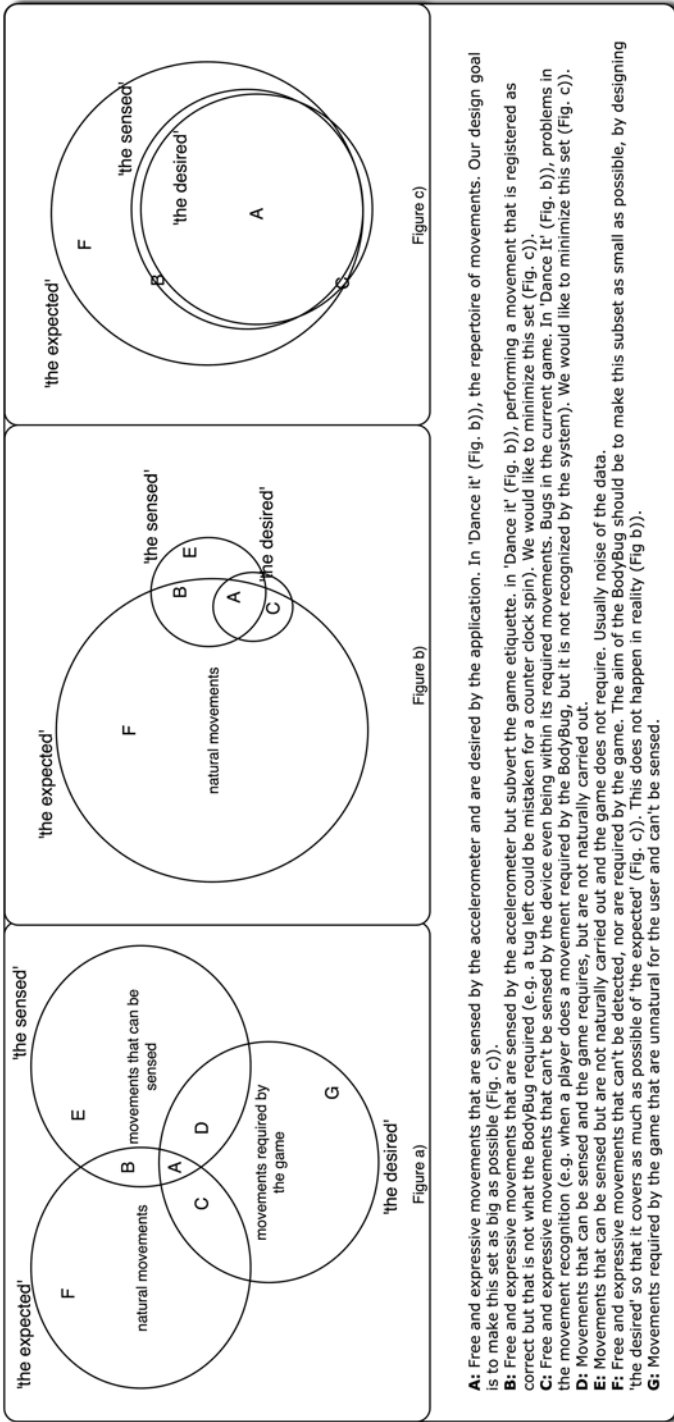 'the expected'
'the sensed'
F
E
natural movements
B
movements that can be
sensed
A
C
D
movements required by
the game
G
'the desired'
Figure a)
'the expected'
F
natural movements
'the sensed'
B
E
A
C
'the desired'
Figure b)
'the expected'
F
'the sensed'
B
'the desired'
A
C
Figure c)
A: Free and expressive movements that are sensed by the accelerometer and are desired by the application. In 'Dance it' (Fig. b)), the repertoire of movements. Our design goal
is to make this set as big as possible (Fig. c)).
B: Free and expressive movements that are sensed by the accelerometer but subvert the game etiquette. in 'Dance it' (Fig. b)), performing a movement that is registered as
correct but that is not what the BodyBug required (e.g. a tug left could be mistaken for a counter clock spin). We would like to minimize this set (Fig. c)).
C: Free and expressive movements that can't be sensed by the device even being within its required movements. Bugs in the current game. In 'Dance It' (Fig. b)), problems in
the movement recognition (e.g. when a player does a movement required by the BodyBug, but it is not recognized by the system). We would like to minimize this set (Fig. c)).
D: Movements that can be sensed and the game requires, but are not naturally carried out.
E: Movements that can be sensed but are not naturally carried out and the game does not require. Usually noise of the data.
F: Free and expressive movements that can't be detected, nor are required by the game. The aim of the BodyBug should be to make this subset as small as possible, by designing
'the desired' so that it covers as much as possible of 'the expected' (Fig. c)). This does not happen in reality (Fig b)).
G: Movements required by the game that are unnatural for the user and can't be sensed.